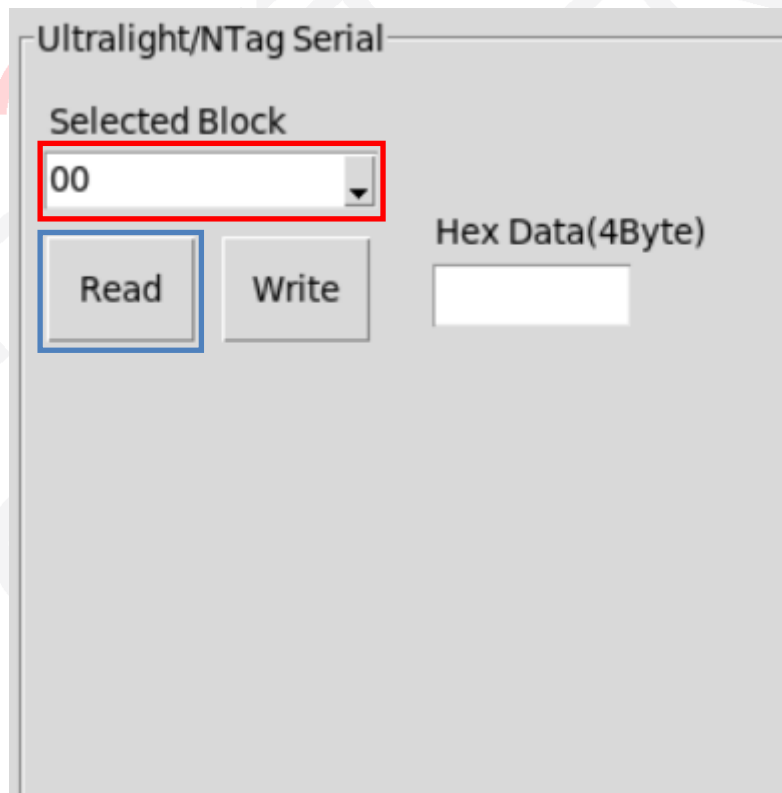 Ultralight/NTag Serial
Selected Block
00
Hex Data(4Byte)
Read
Write